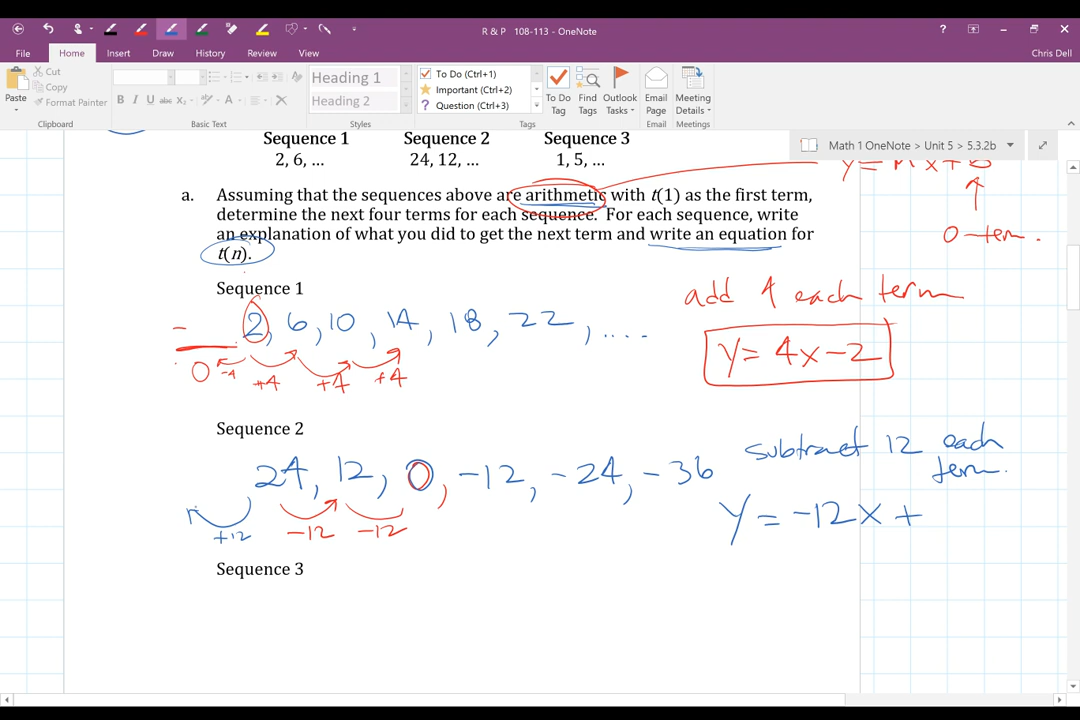 R & P 108-113 - OneNote
?
File Home Insert Draw History Review View
Chris Dell
Paste
Cut
Copy
Format Painter
Clipboard
B I U abc X₂ A
Basic Text
Heading 1
Heading 2
Styles
To Do (Ctrl+1)
Important (Ctrl+2)
Question (Ctrl+3)
Tags
To Do Tag
Find Tags
Outlook Tasks
Email Page
Email
Meeting Details
Meetings
Math 1 OneNote > Unit 5 > 5.3.2b
Sequence 1 Sequence 2 Sequence 3
2, 6, ... 24, 12, ... 1, 5, ...
y = mx + b
0-term.
a. Assuming that the sequences above are arithmetic with t(1) as the first term,
determine the next four terms for each sequence. For each sequence, write
an explanation of what you did to get the next term and write an equation for
t(n).
Sequence 1
add 4 each term
2, 6, 10, 14, 18, 22, ....
0 -4 +4 +4 +4
y = 4x - 2
Sequence 2
subtract 12 each
term.
, 24, 12, 0, -12, -24, -36
+12 -12 -12
y = -12x +
Sequence 3